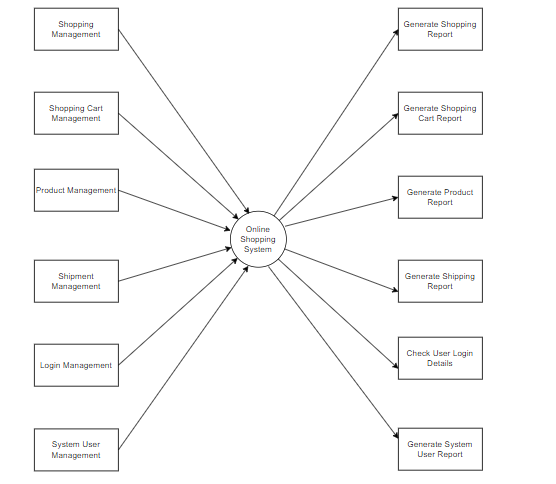 Shopping
Management
Generate Shopping
Report
Shopping Cart
Management
Generate Shopping
Cart Report
Product Management
Generate Product
Report
Online
Shopping
System
Shipment
Management
Generate Shipping
Report
Login Management
Check User Login
Details
System User
Management
Generate System
User Report